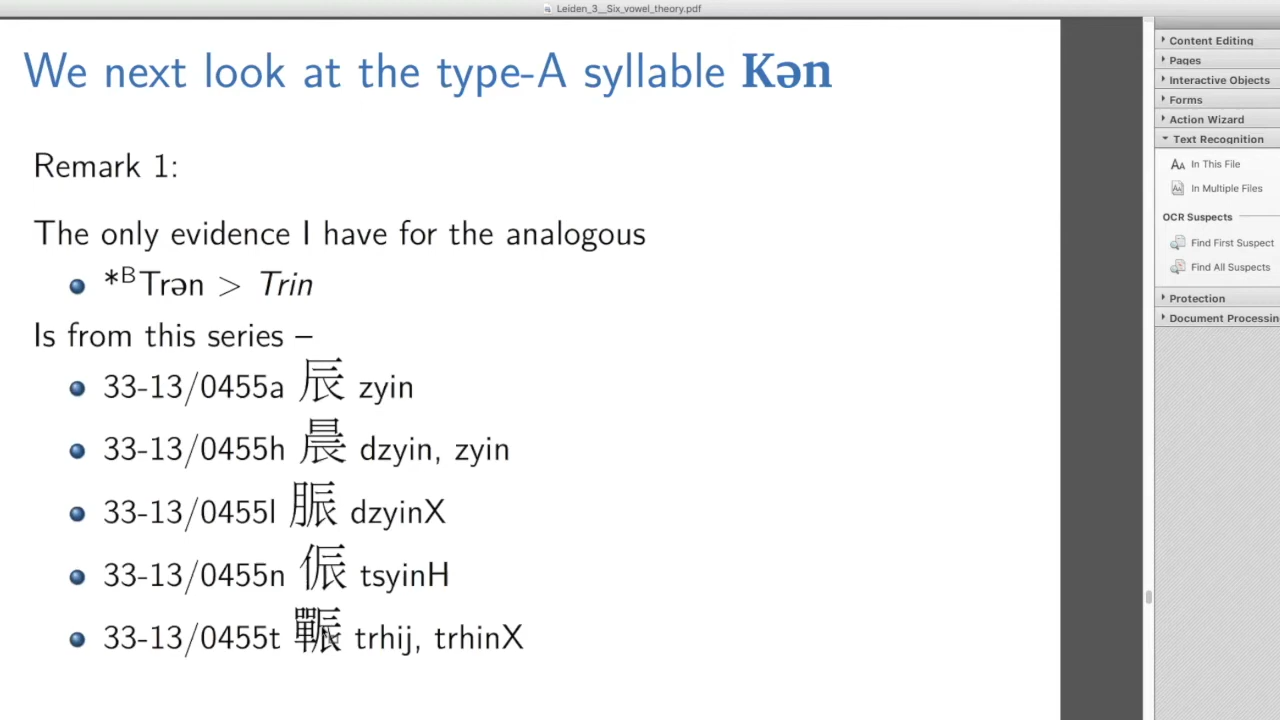 Leiden_3__Six_vowel_theory.pdf
We next look at the type-A syllable Kən
Remark 1:
The only evidence I have for the analogous
*ᴮTrən > Trin
Is from this series –
33-13/0455a 辰 zyin
33-13/0455h 晨 dzyin, zyin
33-13/0455l 脤 dzyinX
33-13/0455n 侲 tsyinH
33-13/0455t 辴 trhij, trhinX
Content Editing
Pages
Interactive Objects
Forms
Action Wizard
Text Recognition
In This File
In Multiple Files
OCR Suspects
Find First Suspect
Find All Suspects
Protection
Document Processin